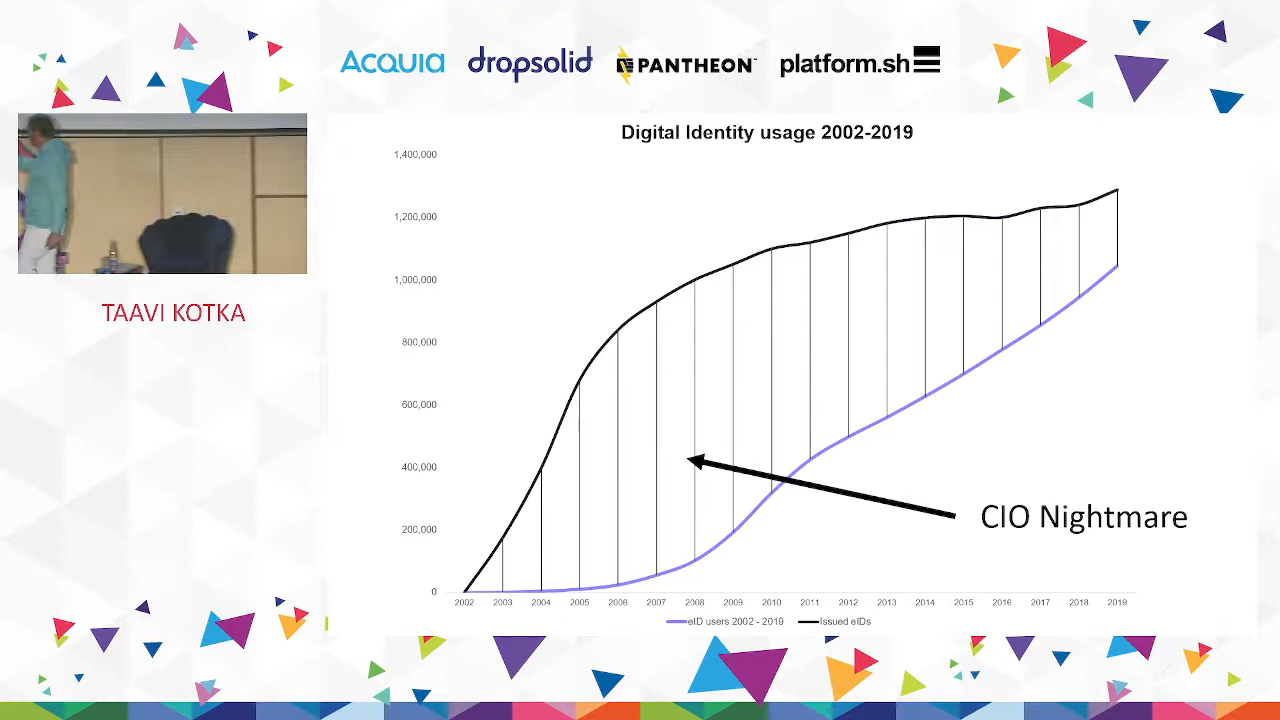 ACQUIA dropsolid PANTHEON platform.sh
TAAVI KOTKA
Digital Identity usage 2002-2019
1,400,000
1,200,000
1,000,000
800,000
600,000
400,000
200,000
0
CIO Nightmare
2002 2003 2004 2005 2006 2007 2008 2009 2010 2011 2012 2013 2014 2015 2016 2017 2018 2019
eID users 2002 - 2019 Issued eIDs